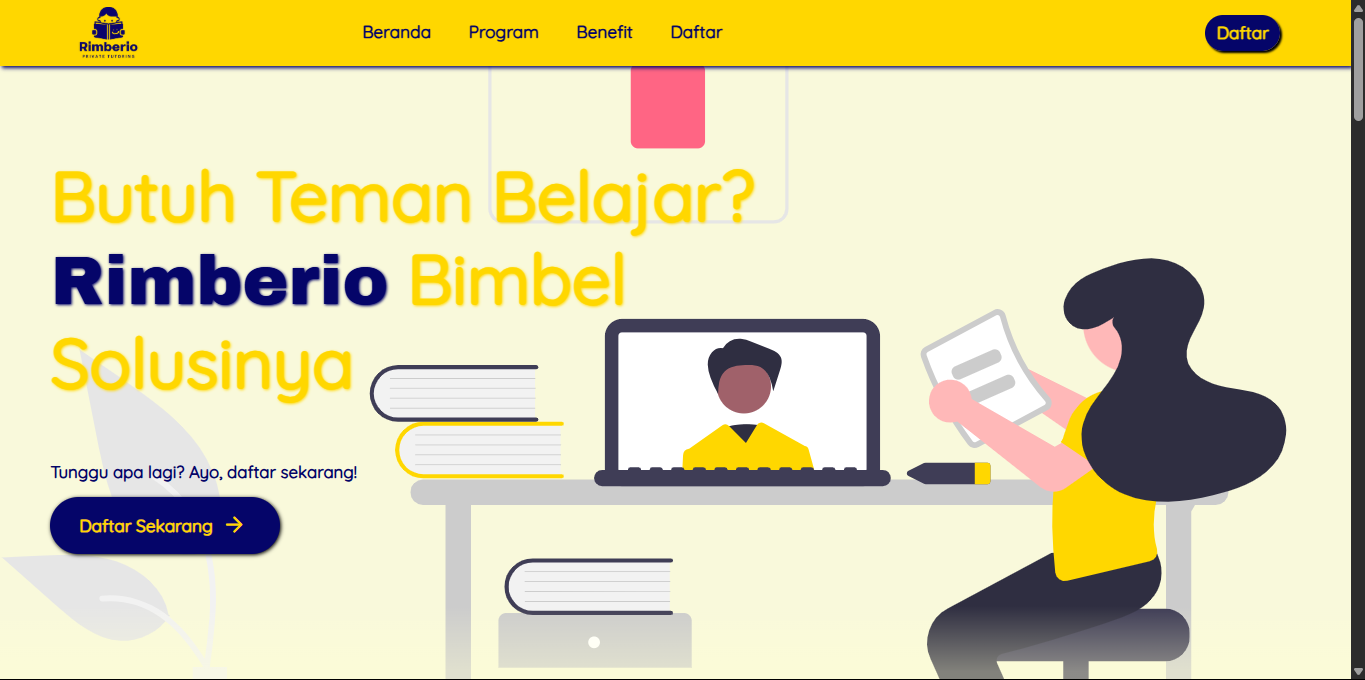 Rimberio
PRIVATE TUTORING
Beranda
Program
Benefit
Daftar
Daftar
Butuh Teman Belajar?
Rimberio Bimbel
Solusinya
Tunggu apa lagi? Ayo, daftar sekarang!
Daftar Sekarang →